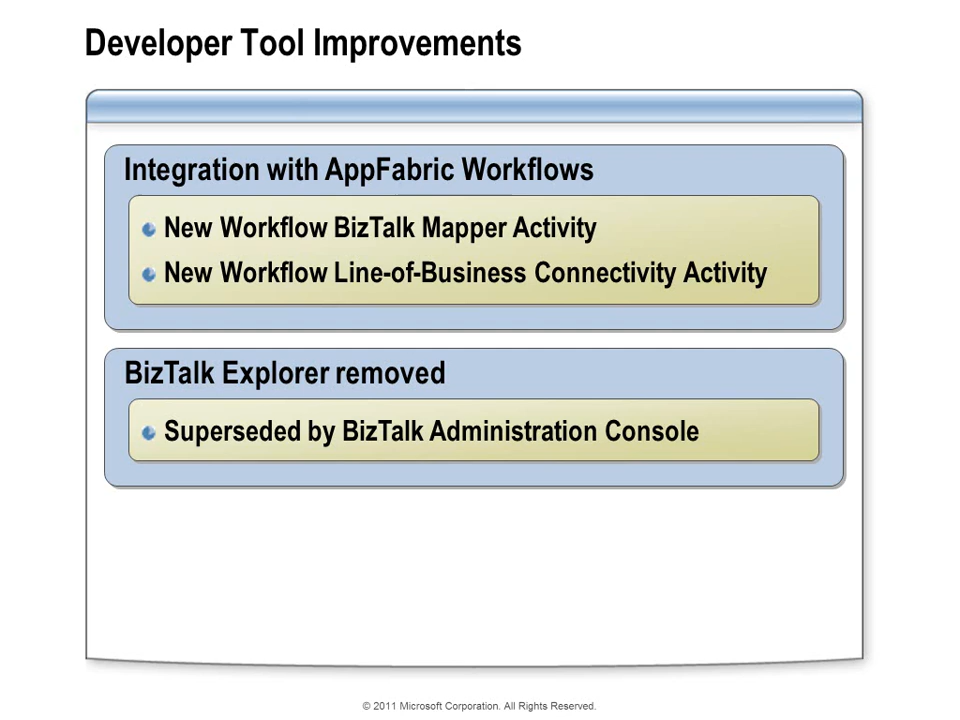 Developer Tool Improvements
Integration with AppFabric Workflows
New Workflow BizTalk Mapper Activity
New Workflow Line-of-Business Connectivity Activity
BizTalk Explorer removed
Superseded by BizTalk Administration Console
© 2011 Microsoft Corporation. All Rights Reserved.